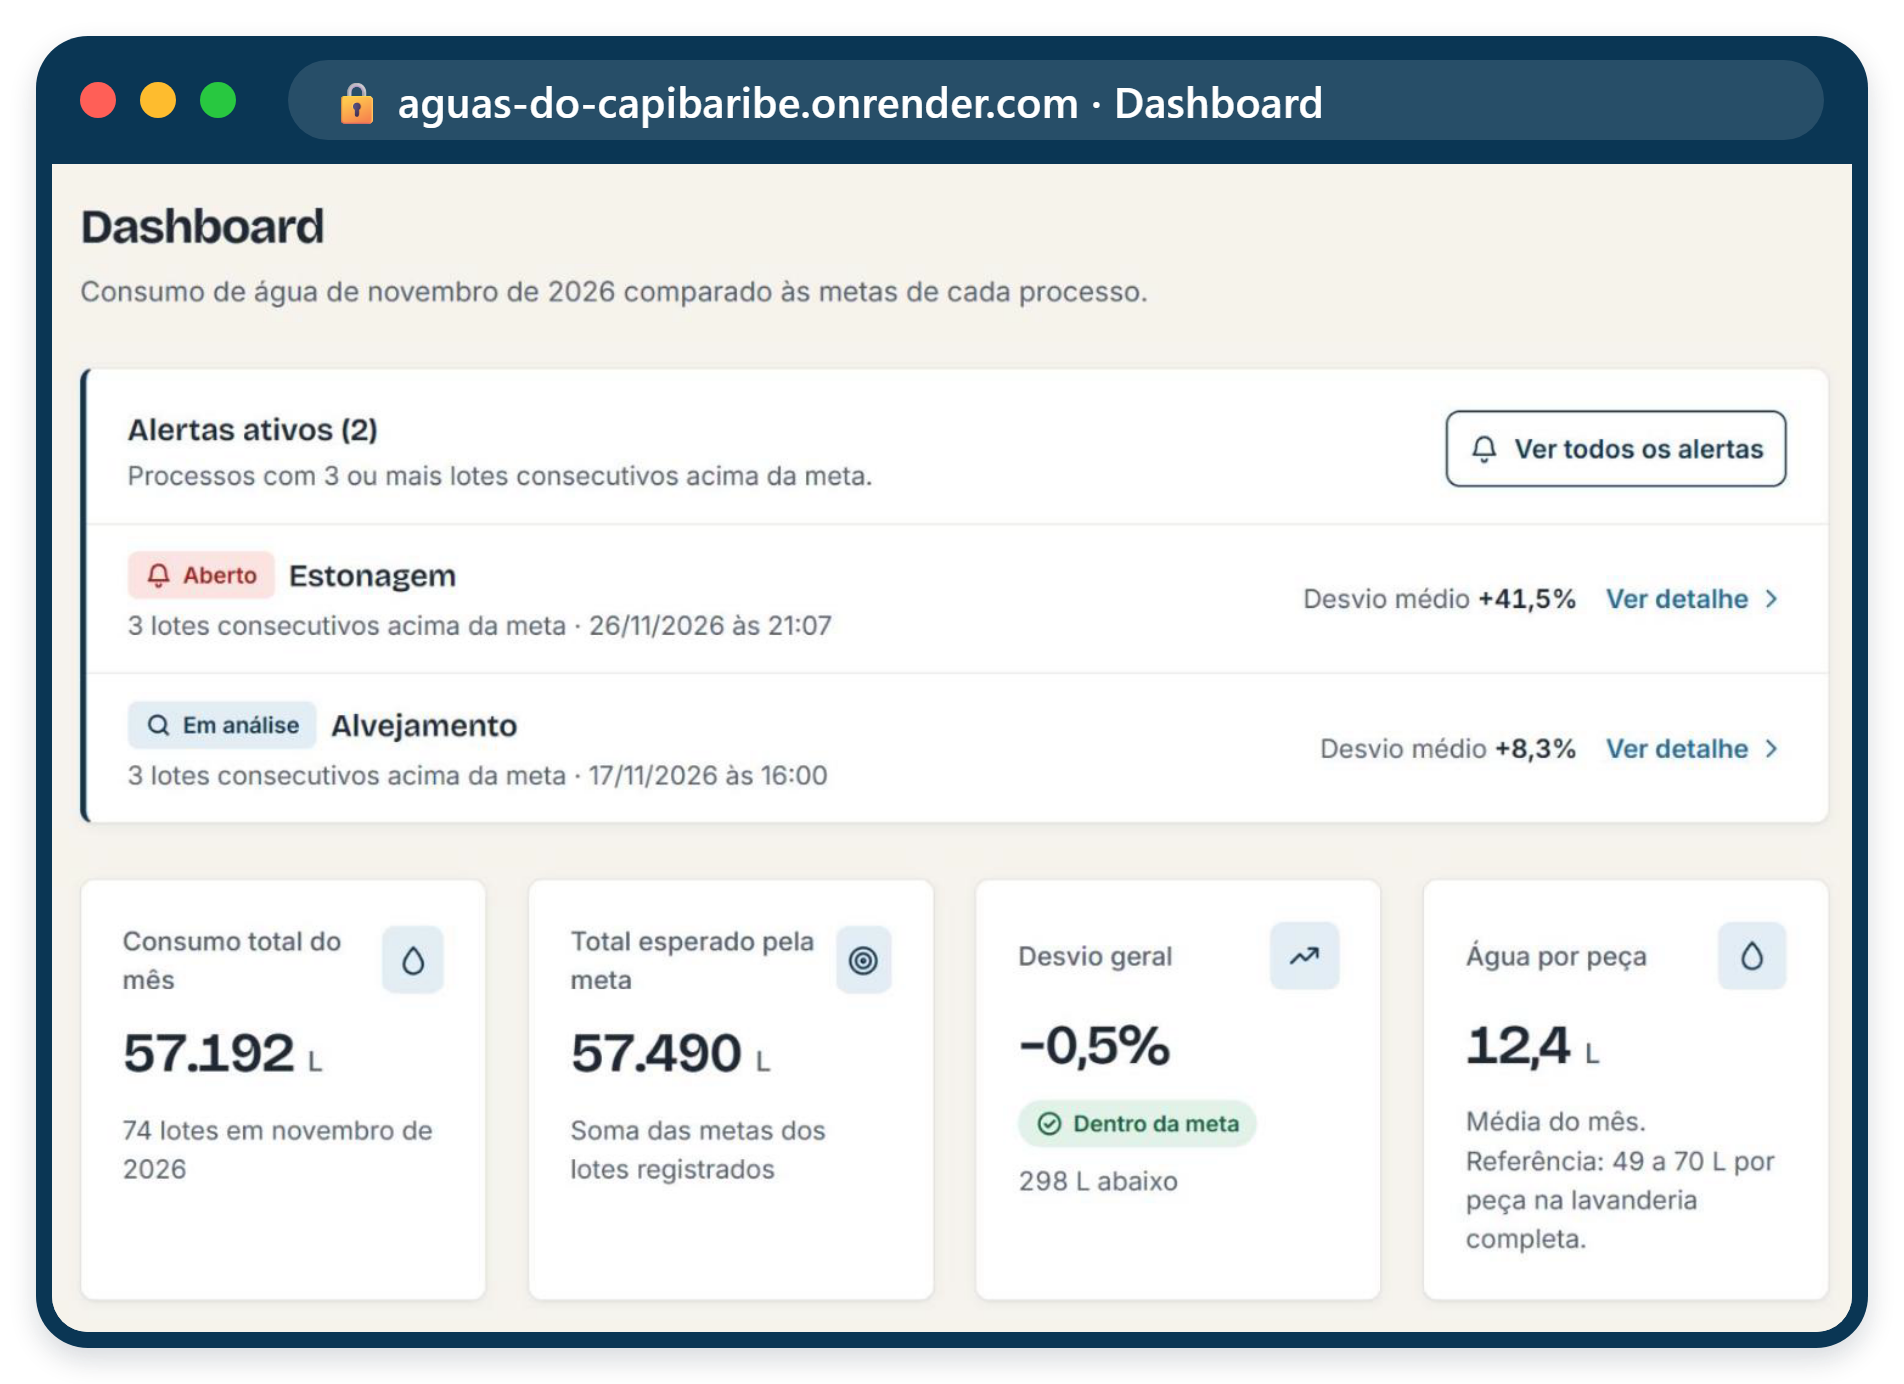 aguas-do-capibaribe.onrender.com · Dashboard
Dashboard
Consumo de água de novembro de 2026 comparado às metas de cada processo.
Alertas ativos (2)
Processos com 3 ou mais lotes consecutivos acima da meta.
Ver todos os alertas
Aberto Estonagem
3 lotes consecutivos acima da meta · 26/11/2026 às 21:07
Desvio médio +41,5% Ver detalhe
Em análise Alvejamento
3 lotes consecutivos acima da meta · 17/11/2026 às 16:00
Desvio médio +8,3% Ver detalhe
Consumo total do
mês
57.192 L
74 lotes em novembro de
2026
Total esperado pela
meta
57.490 L
Soma das metas dos
lotes registrados
Desvio geral
−0,5%
Dentro da meta
298 L abaixo
Água por peça
12,4 L
Média do mês.
Referência: 49 a 70 L por
peça na lavanderia
completa.